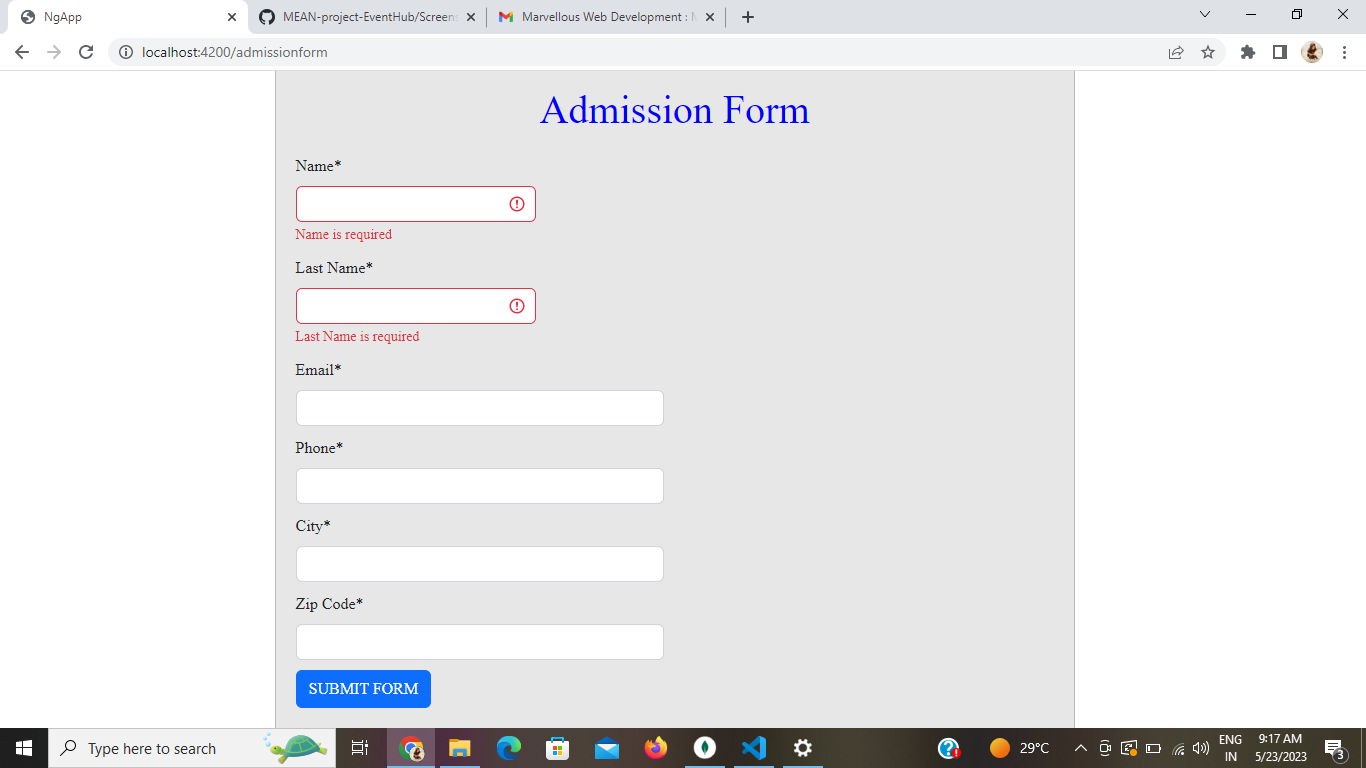 NgApp
MEAN-project-EventHub/Screens
Marvellous Web Development : M
localhost:4200/admissionform
Admission Form
Name*
Name is required
Last Name*
Last Name is required
Email*
Phone*
City*
Zip Code*
SUBMIT FORM
Type here to search
29°C
ENG
IN
9:17 AM
5/23/2023
3